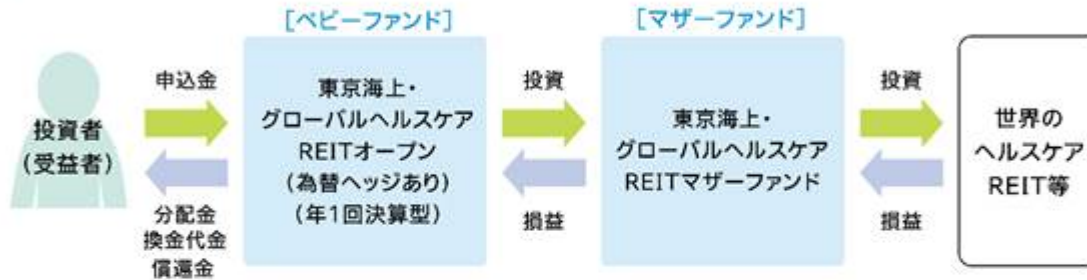 [ベビーファンド]
[マザーファンド]
投資者
(受益者)
申込金
分配金
換金代金
償還金
東京海上・
グローバルヘルスケア
REITオープン
(為替ヘッジあり)
(年1回決算型)
投資
損益
東京海上・
グローバルヘルスケア
REITマザーファンド
投資
損益
世界の
ヘルスケア
REIT等